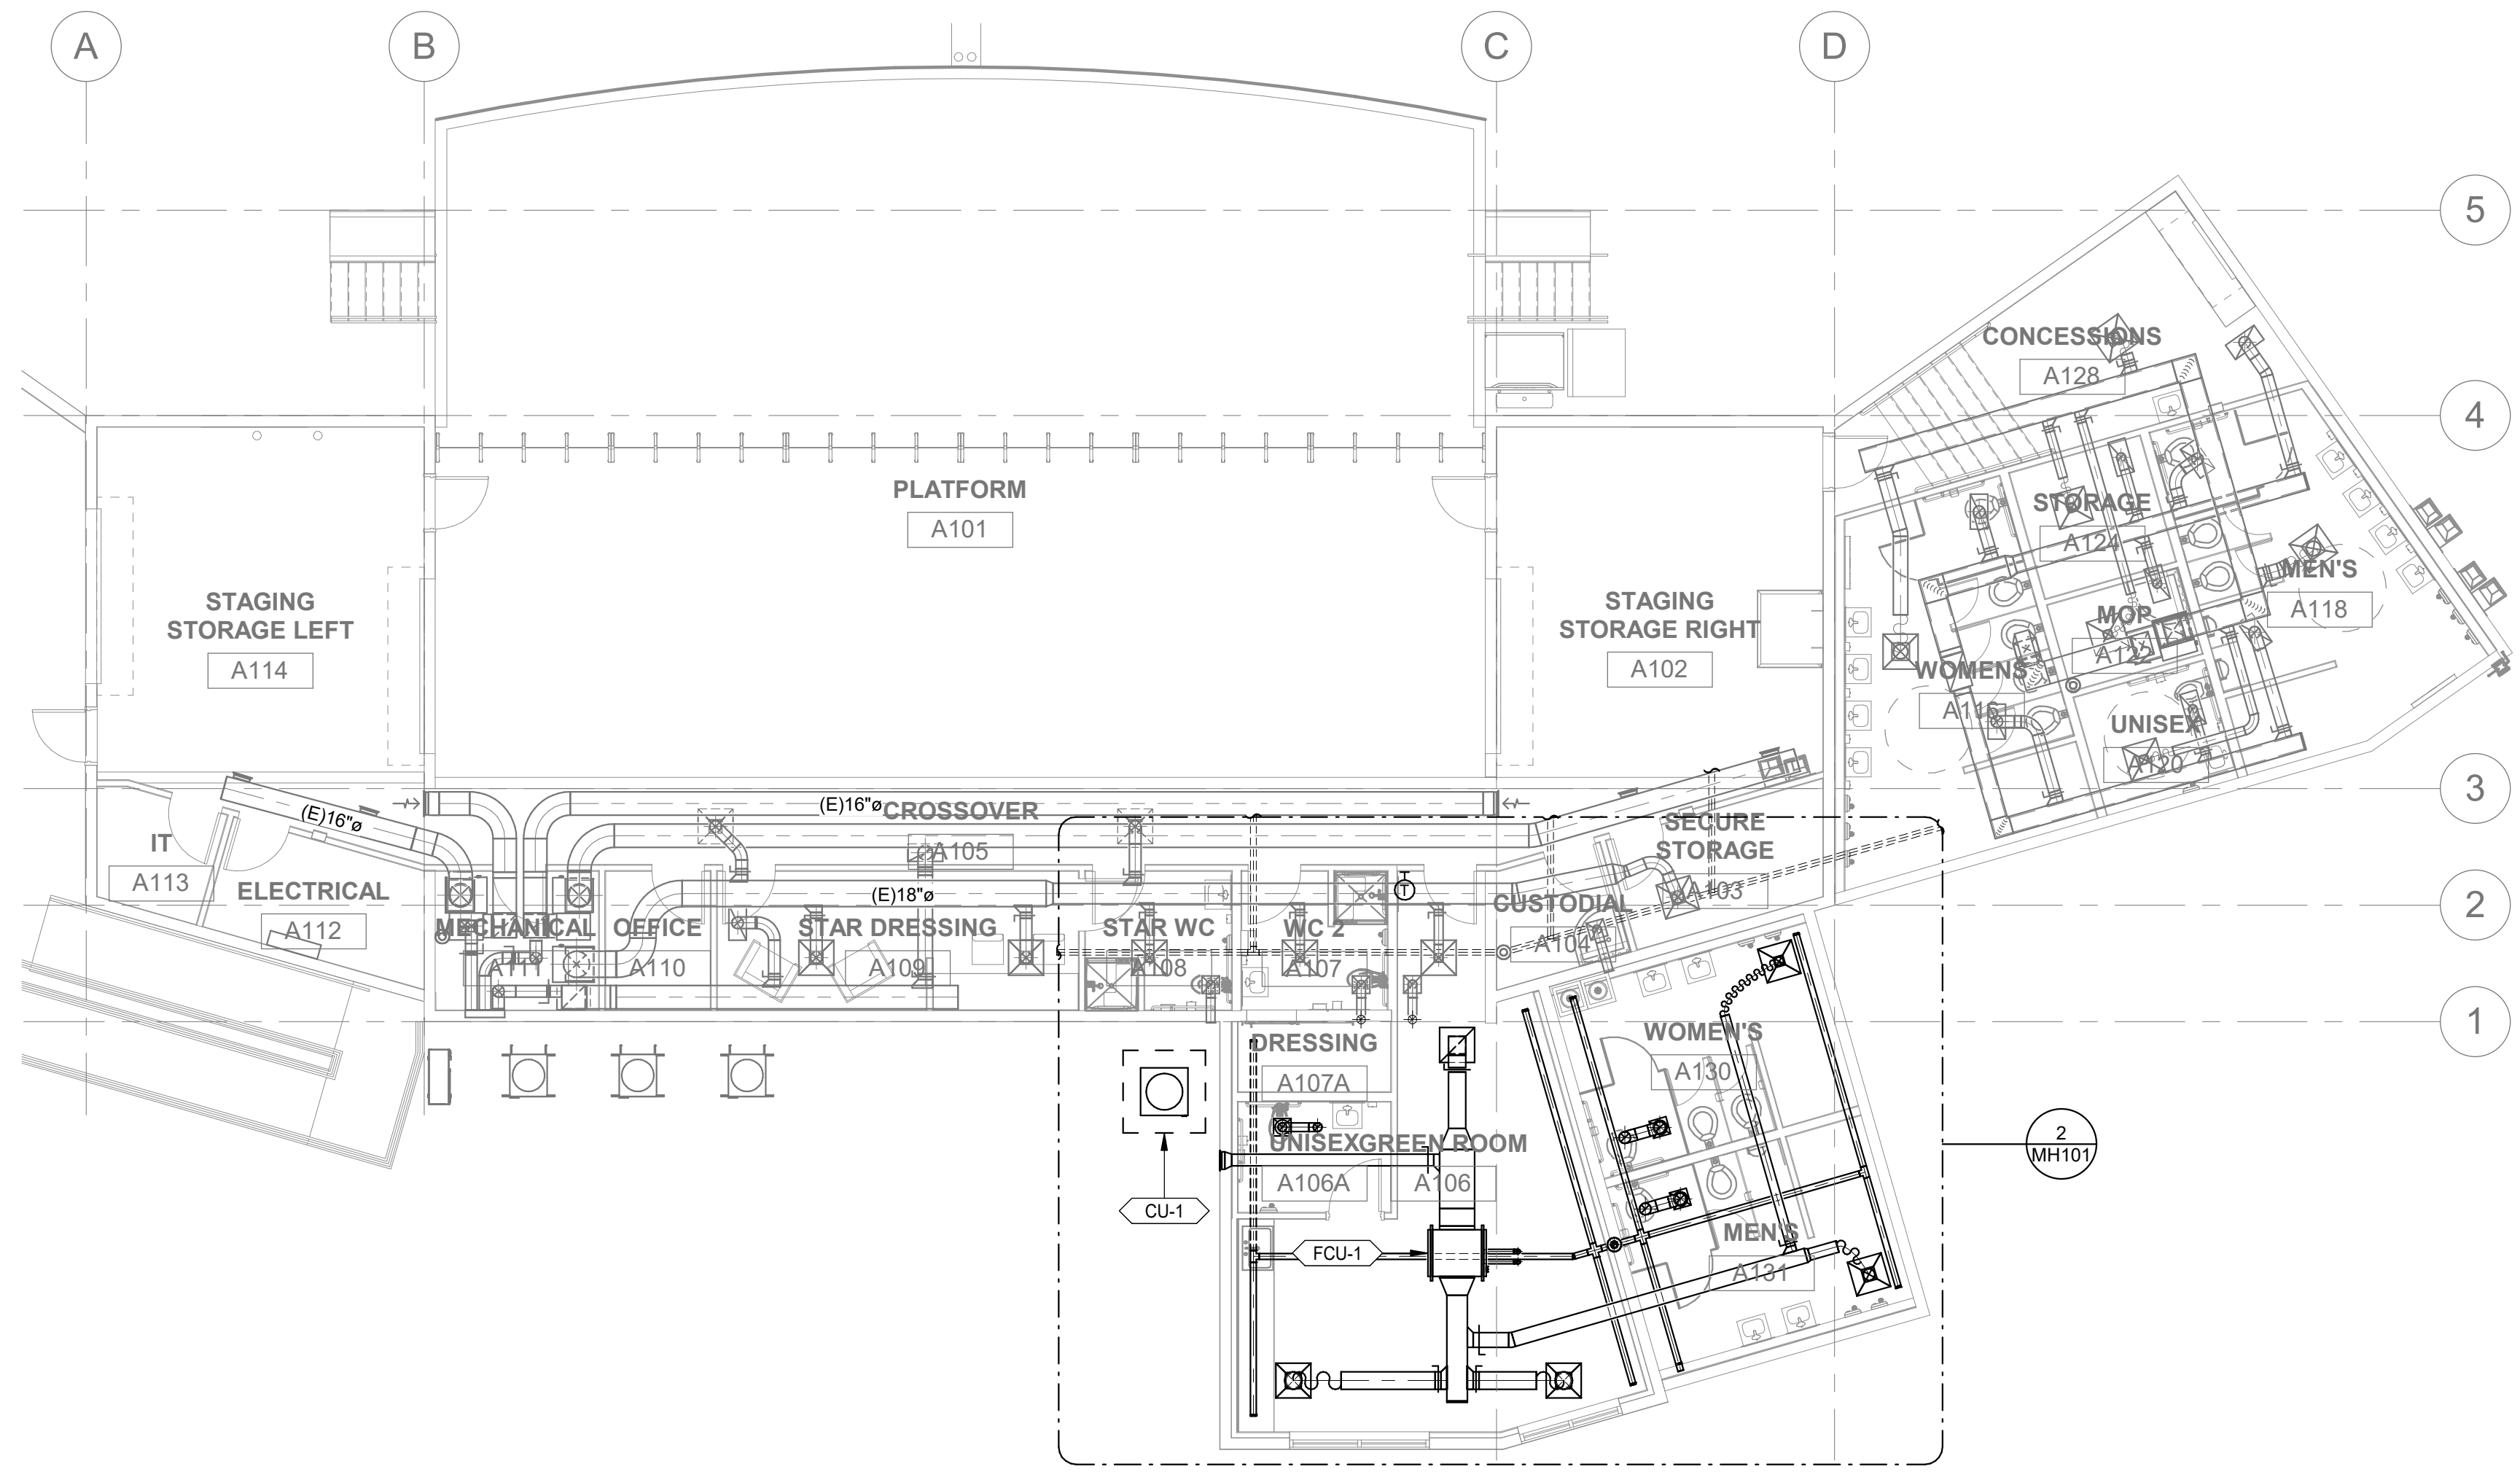 A
B
C
D
5
CONCESSIONS
A128
4
PLATFORM
A101
STORAGE
A124
MEN'S
A118
STAGING
STORAGE LEFT
A114
STAGING
STORAGE RIGHT
A102
MOP
A122
WOMENS
A116
UNISEX
A120
3
(E)16"ø
(E)16"ø
CROSSOVER
A105
IT
A113
SECURE
STORAGE
A103
ELECTRICAL
A112
(E)18"ø
T
2
CUSTODIAL
A104
MECHANICAL
A111
OFFICE
A110
STAR DRESSING
A109
STAR WC
A108
WC 2
A107
1
DRESSING
A107A
WOMEN'S
A130
UNISEX
A106A
GREEN ROOM
A106
2
MH101
CU-1
FCU-1
MEN'S
A131